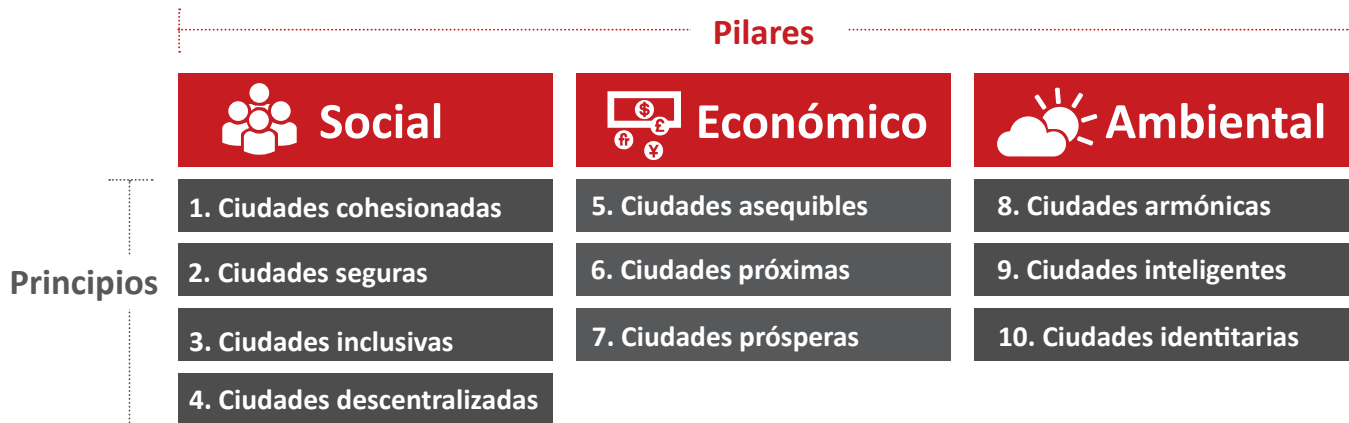 Pilares
Social
Económico
Ambiental
Principios
1. Ciudades cohesionadas
2. Ciudades seguras
3. Ciudades inclusivas
4. Ciudades descentralizadas
5. Ciudades asequibles
6. Ciudades próximas
7. Ciudades prósperas
8. Ciudades armónicas
9. Ciudades inteligentes
10. Ciudades identitarias